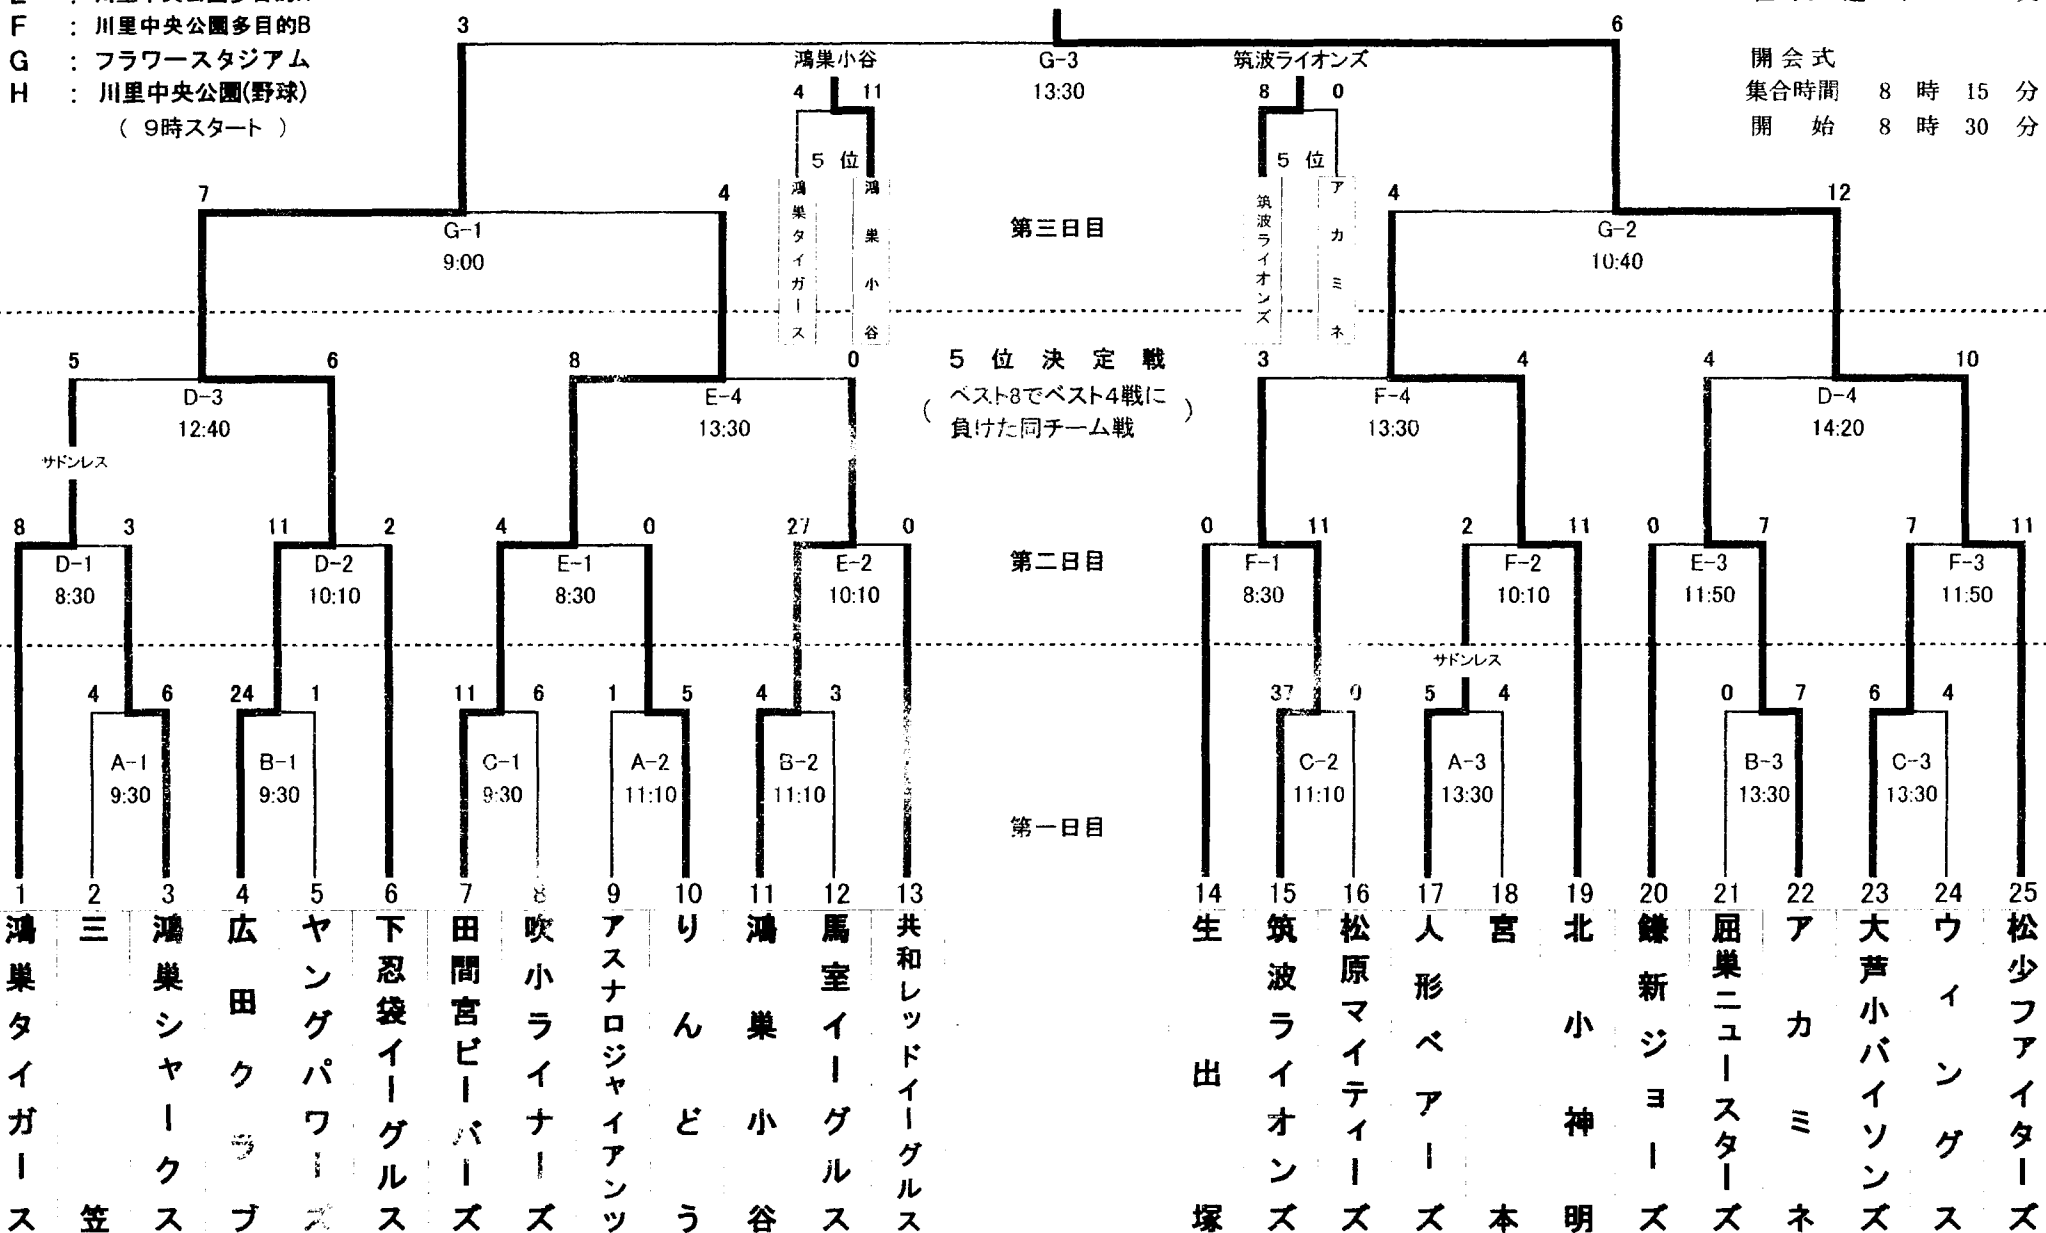 F : 川里中央公園多目的B
G : フラワースタジアム
H : 川里中央公園(野球)
( 9時スタート )
開会式
集合時間 8 時 15 分
開 始 8 時 30 分
3 6
鴻巣小谷 G-3 筑波ライオンズ
13:30
4 11 8 0
5 位 5 位
鴻巣タイガース
鴻巣小谷
筑波ライオンズ
アカミネ
7 4 4 12
G-1 第三日目 G-2
9:00 10:40
5 6 8 0 3 4 4 10
5 位 決 定 戦
( ベスト8でベスト4戦に
負けた同チーム戦 )
D-3 E-4 F-4 D-4
12:40 13:30 13:30 14:20
サドンレス
8 3 11 2 4 0 27 0 0 11 2 11 0 7 7 11
D-1 D-2 E-1 E-2 第二日目 F-1 F-2 E-3 F-3
8:30 10:10 8:30 10:10 8:30 10:10 11:50 11:50
サドンレス
4 6 24 1 11 6 1 5 4 3 37 0 5 4 0 7 6 4
A-1 B-1 C-1 A-2 B-2 C-2 A-3 B-3 C-3
9:30 9:30 9:30 11:10 11:10 11:10 13:30 13:30 13:30
第一日目
1 2 3 4 5 6 7 8 9 10 11 12 13 14 15 16 17 18 19 20 21 22 23 24 25
鴻巣タイガース
三笠
鴻巣シャークス
広田クラブ
ヤングパワーズ
下忍袋イーグルス
田間宮ビーバーズ
吹小ライナーズ
アスナロジャイアンツ
りんどう
鴻巣小谷
馬室イーグルス
共和レッドイーグルス
生出塚
筑波ライオンズ
松原マイティーズ
人形ベアーズ
宮本
北小神明
鎌新ジョーズ
屈巣ニュースターズ
アカミネ
大芦小バイソンズ
ウィングス
松少ファイターズ